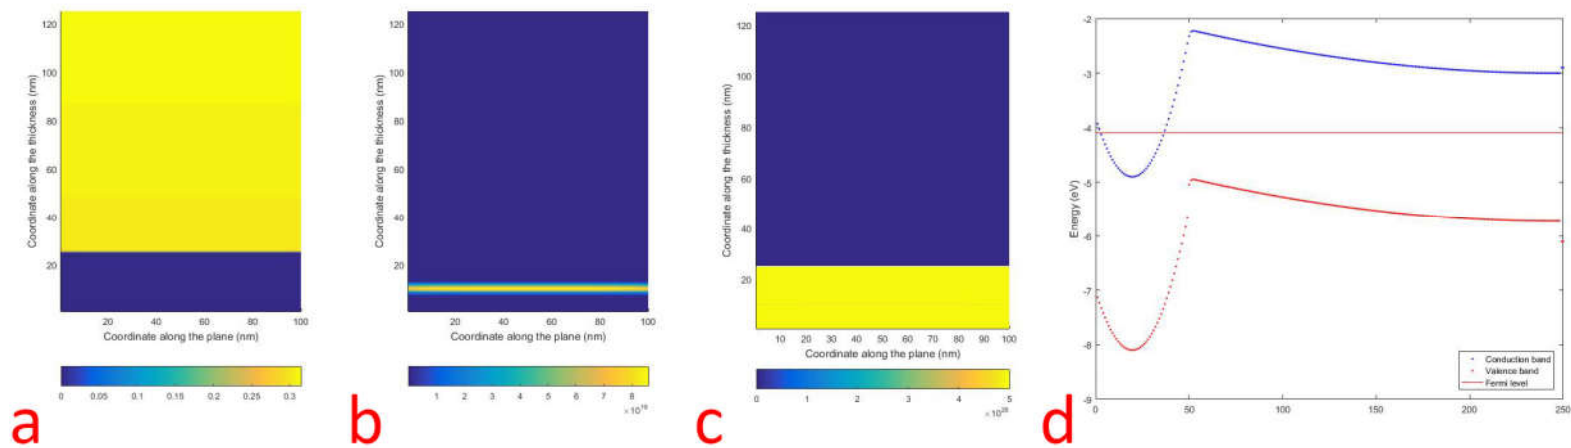 120
100
80
60
40
20
Coordinate along the thickness (nm)
20 40 60 80 100
Coordinate along the plane (nm)
0 0.05 0.1 0.15 0.2 0.25 0.3
a
120
100
80
60
40
20
Coordinate along the thickness (nm)
20 40 60 80 100
Coordinate along the plane (nm)
1 2 3 4 5 6 7 8
b
120
100
80
60
40
20
Coordinate along the thickness (nm)
10 20 30 40 50 60 70 80 90 100
Coordinate along the plane (nm)
0 1 2 3 4 5
c
-2
-3
-4
-5
-6
-7
-8
-9
Energy (eV)
0 50 100 150 200 250
Conduction band
Valence band
Fermi level
d